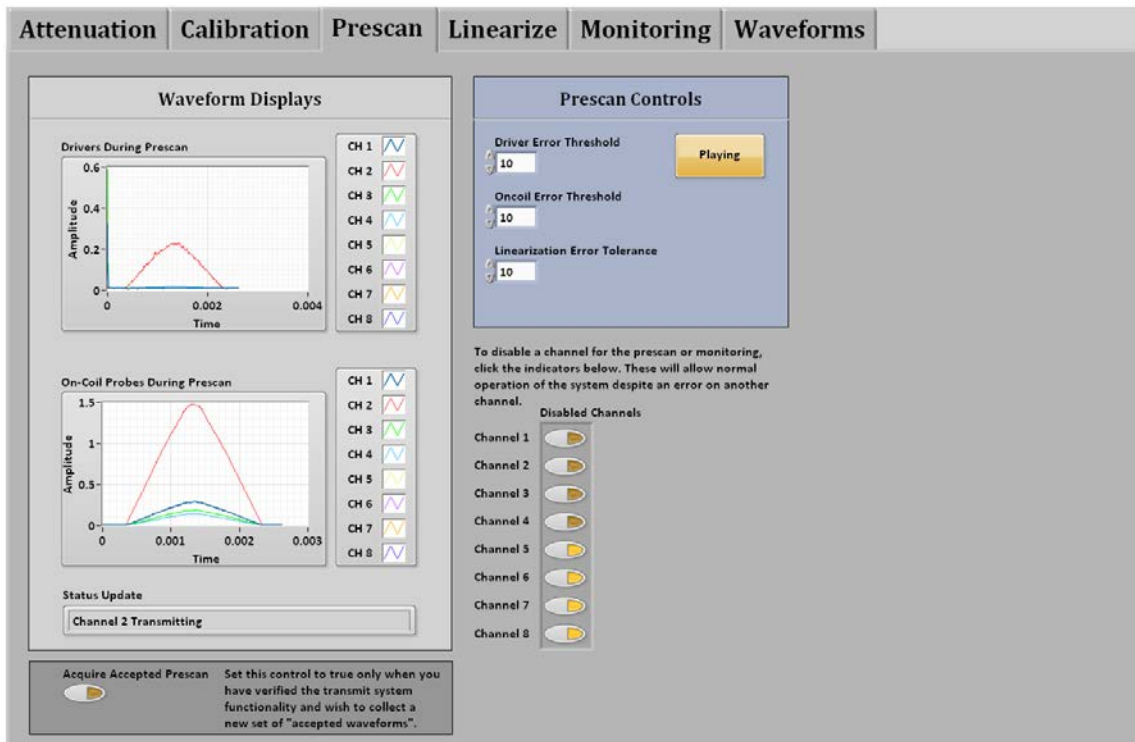 Attenuation Calibration Prescan Linearize Monitoring Waveforms
Waveform Displays
Drivers During Prescan
0.6
0.4
0.2
0
Amplitude
0 0.002 0.004
Time
CH 1
CH 2
CH 3
CH 4
CH 5
CH 6
CH 7
CH 8
On-Coil Probes During Prescan
1.5
1
0.5
0
Amplitude
0 0.001 0.002 0.003
Time
CH 1
CH 2
CH 3
CH 4
CH 5
CH 6
CH 7
CH 8
Status Update
Channel 2 Transmitting
Acquire Accepted Prescan
Set this control to true only when you
have verified the transmit system
functionality and wish to collect a
new set of "accepted waveforms".
Prescan Controls
Driver Error Threshold
10
Playing
Oncoil Error Threshold
10
Linearization Error Tolerance
10
To disable a channel for the prescan or monitoring,
click the indicators below. These will allow normal
operation of the system despite an error on another
channel.
Disabled Channels
Channel 1
Channel 2
Channel 3
Channel 4
Channel 5
Channel 6
Channel 7
Channel 8